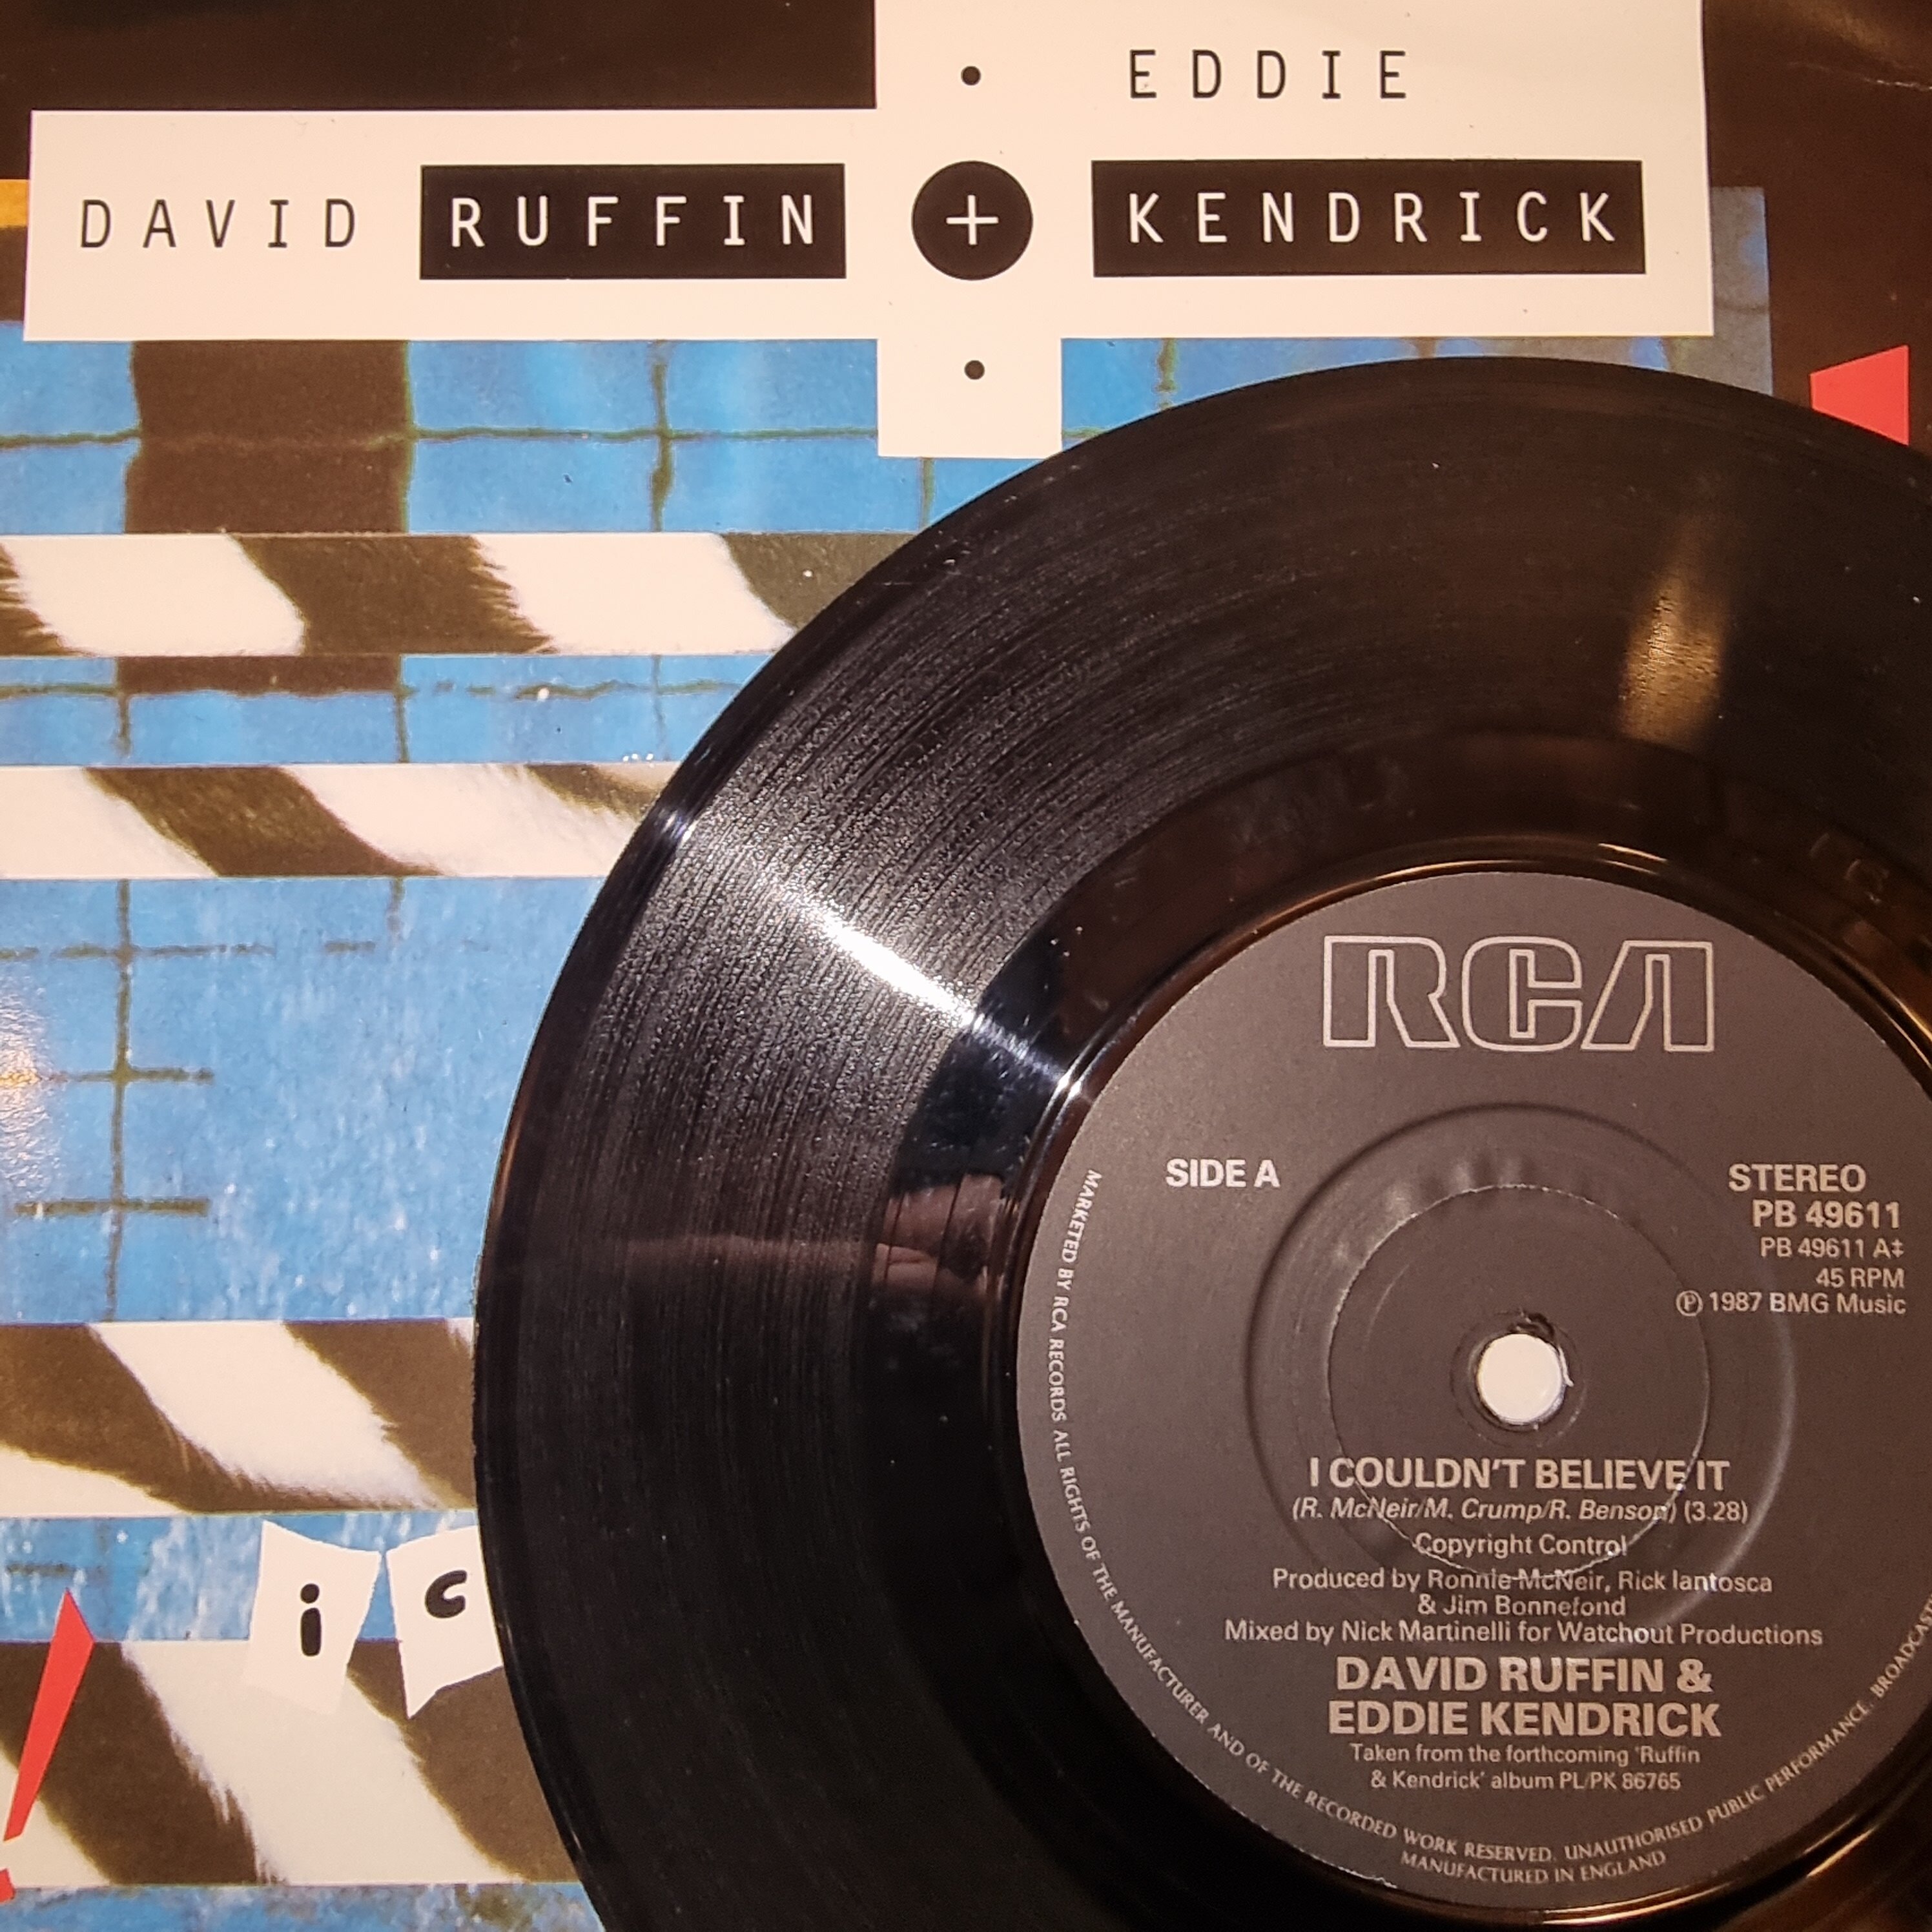 EDDIE
DAVID RUFFIN + KENDRICK
i c
RCA
SIDE A
STEREO
PB 49611
PB 49611 A‡
45 RPM
℗ 1987 BMG Music
I COULDN'T BELIEVE IT
(R. McNeir/M. Crump/R. Benson) (3.28)
Copyright Control
Produced by Ronnie McNeir, Rick Iantosca
& Jim Bonnefond
Mixed by Nick Martinelli for Watchout Productions
DAVID RUFFIN &
EDDIE KENDRICK
Taken from the forthcoming 'Ruffin
& Kendrick' album PL/PK 86765
MARKETED BY RCA RECORDS ALL RIGHTS OF THE MANUFACTURER AND OF THE RECORDED WORK RESERVED. UNAUTHORISED PUBLIC PERFORMANCE. BROADCAS
MANUFACTURED IN ENGLAND